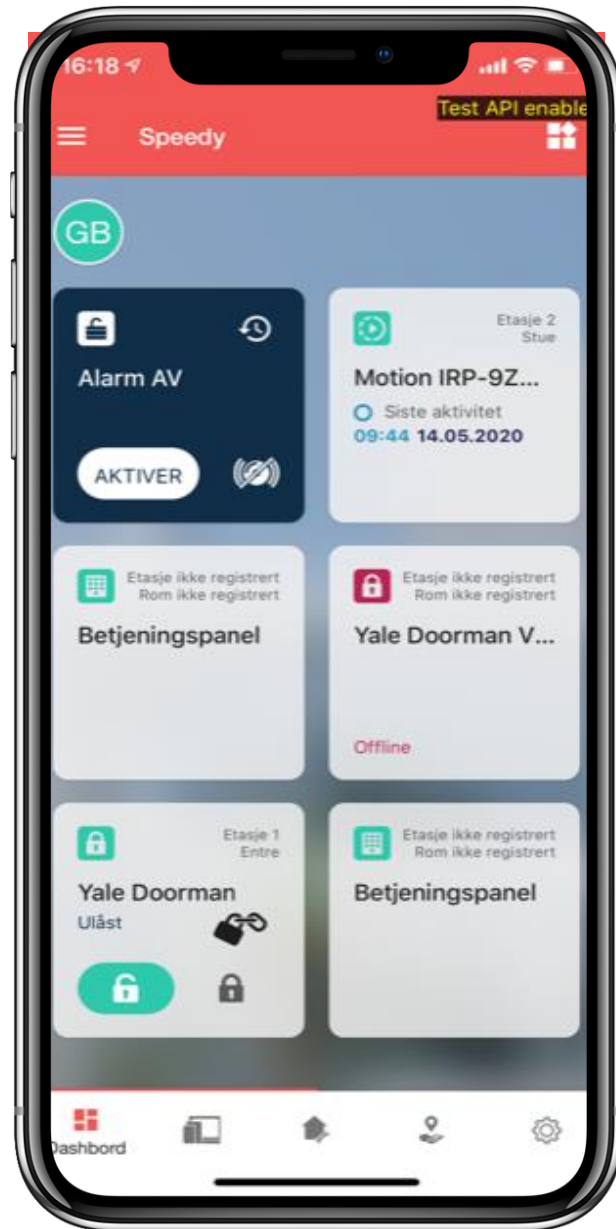 16:18
Test API enable
Speedy
GB
Alarm AV
AKTIVER
Etasje 2
Stue
Motion IRP-9Z...
Siste aktivitet
09:44 14.05.2020
Etasje ikke registrert
Rom ikke registrert
Betjeningspanel
Etasje ikke registrert
Rom ikke registrert
Yale Doorman V...
Offline
Etasje 1
Entre
Yale Doorman
Ulåst
Etasje ikke registrert
Rom ikke registrert
Betjeningspanel
Dashbord